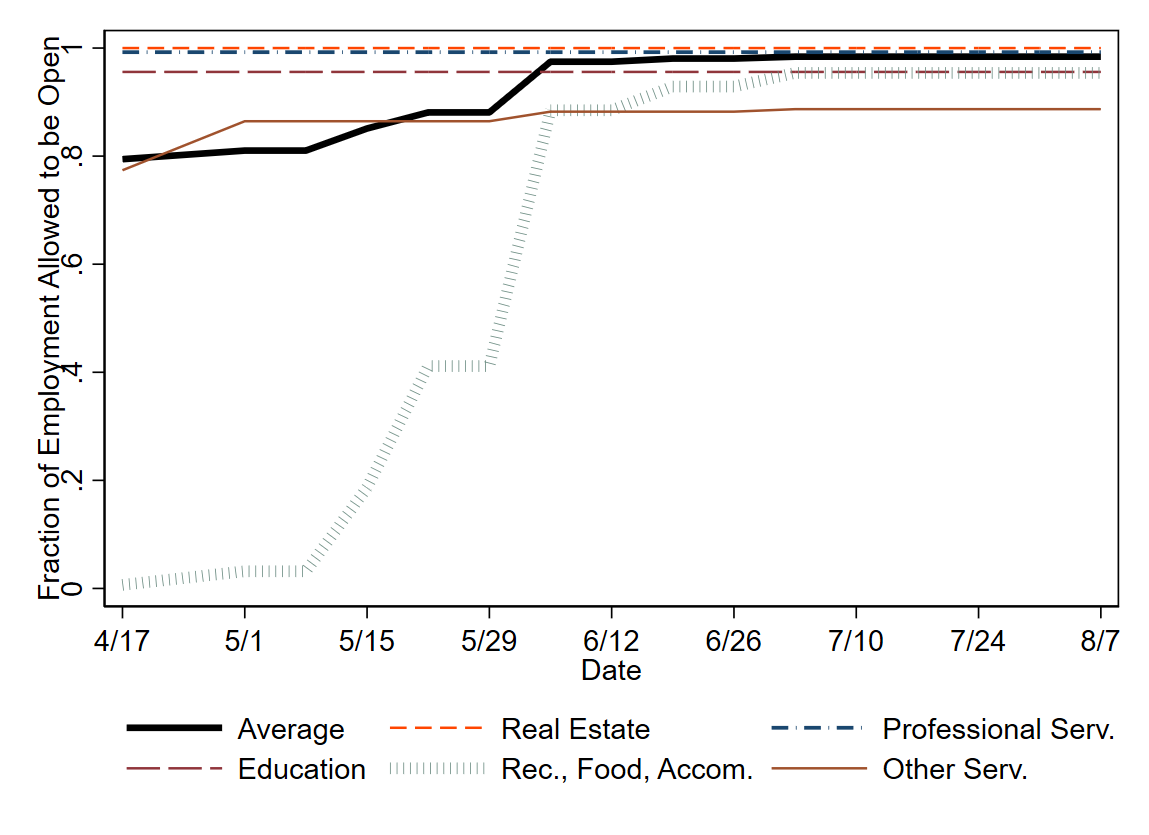 Fraction of Employment Allowed to be Open
1
.8
.6
.4
.2
0
4/17 5/1 5/15 5/29 6/12 6/26 7/10 7/24 8/7
Date
Average Real Estate Professional Serv.
Education Rec., Food, Accom. Other Serv.